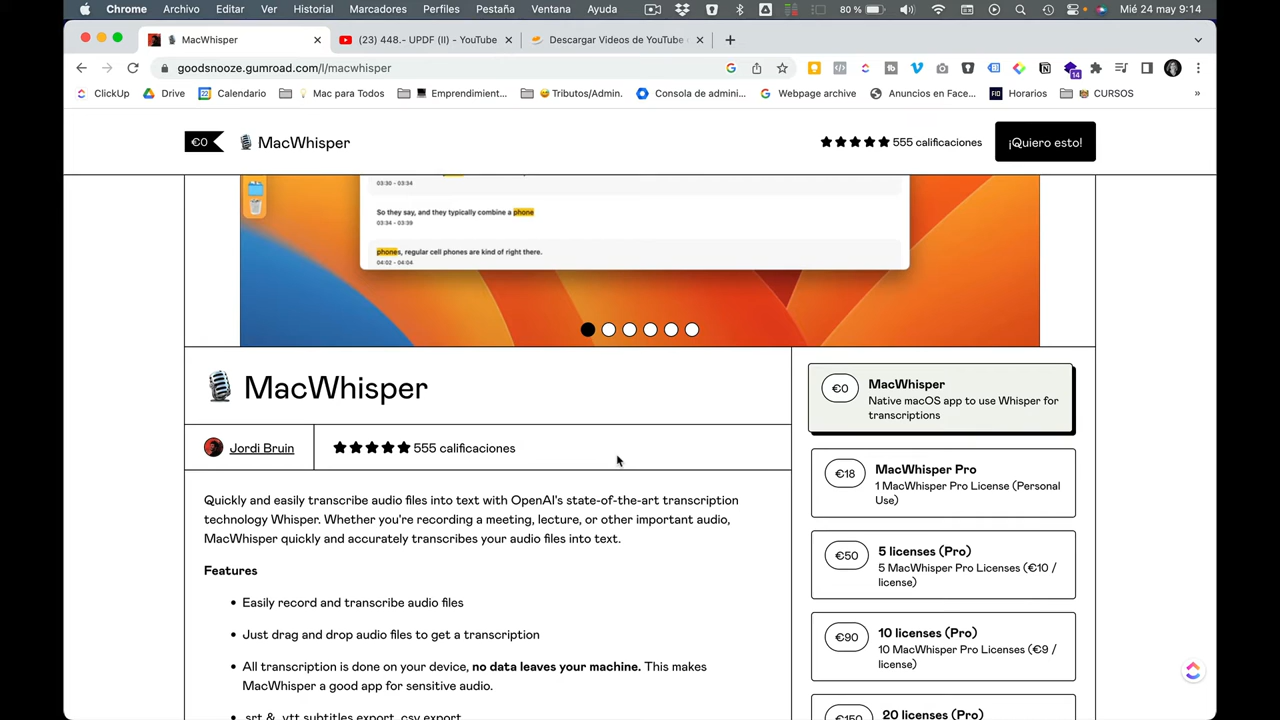 Chrome Archivo Editar Ver Historial Marcadores Perfiles Pestaña Ventana Ayuda 80 % Mié 24 may 9:14
MacWhisper (23) 448.- UPDF (II) - YouTube Descargar Videos de YouTube
goodsnooze.gumroad.com/l/macwhisper
14
ClickUp Drive Calendario Mac para Todos Emprendimient... Tributos/Admin. Consola de admini... Webpage archive Anuncios en Face... FIO Horarios CURSOS »
€0 MacWhisper 555 calificaciones ¡Quiero esto!
03:30 - 03:34
So they say, and they typically combine a phone
03:34 - 03:39
phones, regular cell phones are kind of right there.
04:02 - 04:04
MacWhisper
Jordi Bruin 555 calificaciones
Quickly and easily transcribe audio files into text with OpenAI's state-of-the-art transcription
technology Whisper. Whether you're recording a meeting, lecture, or other important audio,
MacWhisper quickly and accurately transcribes your audio files into text.
Features
• Easily record and transcribe audio files
• Just drag and drop audio files to get a transcription
• All transcription is done on your device, no data leaves your machine. This makes
MacWhisper a good app for sensitive audio.
.srt & .vtt subtitles export, csv export
€0 MacWhisper
Native macOS app to use Whisper for
transcriptions
€18 MacWhisper Pro
1 MacWhisper Pro License (Personal
Use)
€50 5 licenses (Pro)
5 MacWhisper Pro Licenses (€10 /
license)
€90 10 licenses (Pro)
10 MacWhisper Pro Licenses (€9 /
license)
€150 20 licenses (Pro)